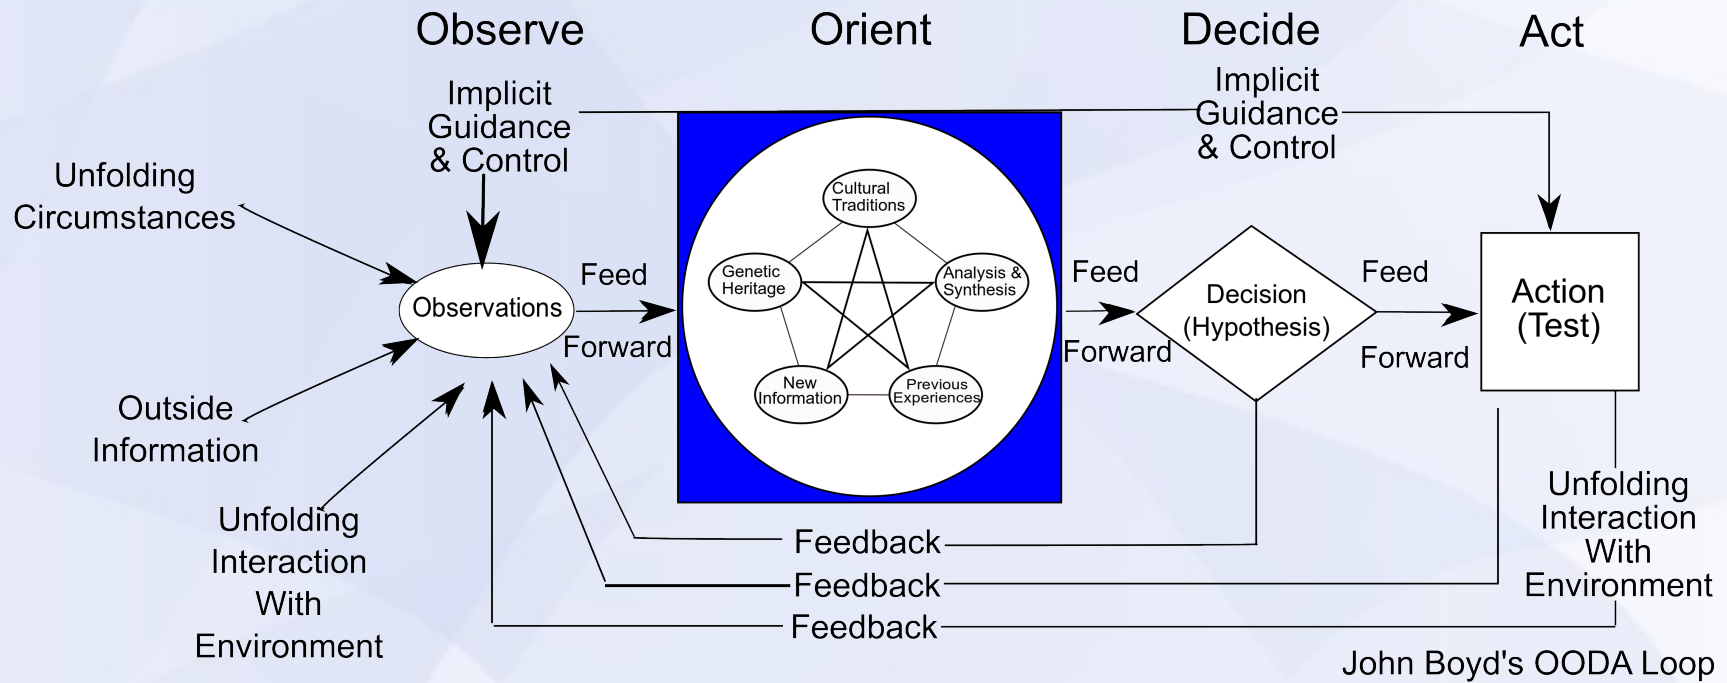 Observe
Orient
Decide
Act
Implicit
Guidance
& Control
Implicit
Guidance
& Control
Unfolding
Circumstances
Cultural
Traditions
Genetic
Heritage
Analysis &
Synthesis
New
Information
Previous
Experiences
Observations
Feed
Forward
Feed
Forward
Decision
(Hypothesis)
Feed
Forward
Action
(Test)
Outside
Information
Unfolding
Interaction
With
Environment
Unfolding
Interaction
With
Environment
Feedback
Feedback
Feedback
John Boyd's OODA Loop